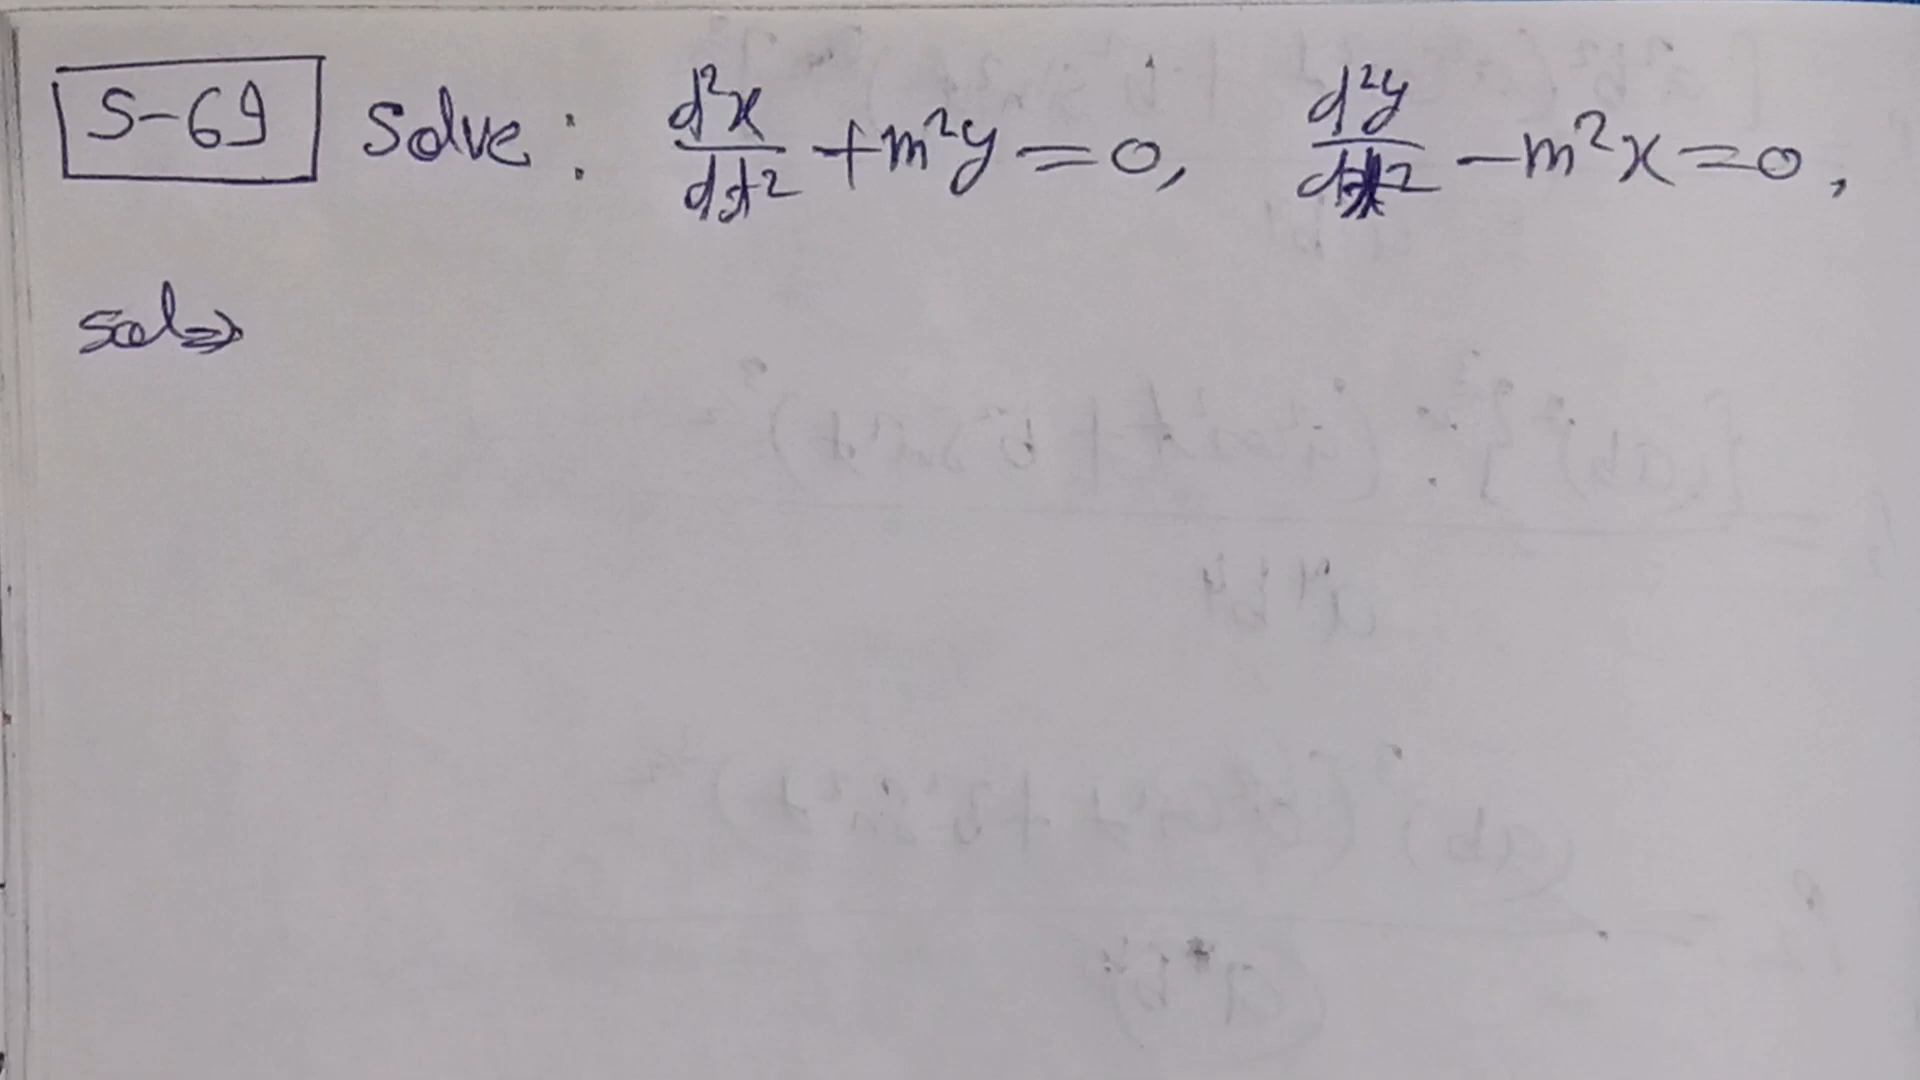 S-69 Solve : d²x/dt² + m²y = 0, d²y/dt² - m²x = 0,
sol⇒